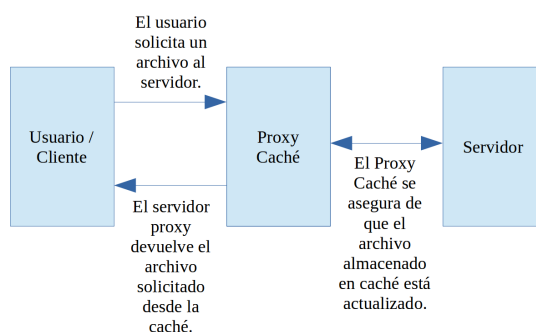 El usuario
solicita un
archivo al
servidor.
Usuario /
Cliente
Proxy
Caché
Servidor
El servidor
proxy
devuelve el
archivo
solicitado
desde la
caché.
El Proxy
Caché se
asegura de
que el
archivo
almacenado
en caché está
actualizado.